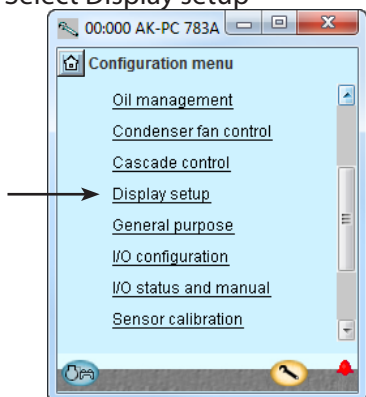 Select Display setup
00:000 AK-PC 783A
Configuration menu
Oil management
Condenser fan control
Cascade control
Display setup
General purpose
I/O configuration
I/O status and manual
Sensor calibration